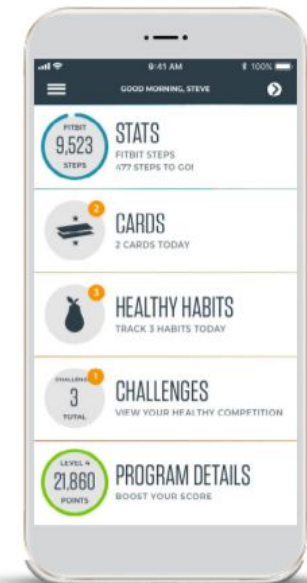 9:41 AM
100%
GOOD MORNING, STEVE
FITBIT
9,523
STEPS
STATS
FITBIT STEPS
477 STEPS TO GO!
2
CARDS
2 CARDS TODAY
3
HEALTHY HABITS
TRACK 3 HABITS TODAY
CHALLENG
1
3
TOTAL
CHALLENGES
VIEW YOUR HEALTHY COMPETITION
LEVEL 4
21,860
POINTS
PROGRAM DETAILS
BOOST YOUR SCORE